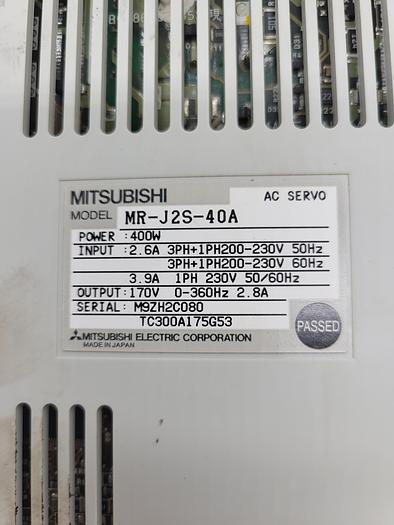 MITSUBISHI AC SERVO
MODEL MR-J2S-40A
POWER :400W
INPUT :2.6A 3PH+1PH200-230V 50Hz
3PH+1PH200-230V 60Hz
3.9A 1PH 230V 50/60Hz
OUTPUT:170V 0-360Hz 2.8A
SERIAL: M9ZH2C080
TC300A175G53
PASSED
MITSUBISHI ELECTRIC CORPORATION
MADE IN JAPAN